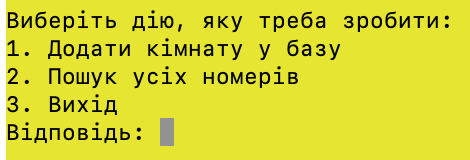 Виберіть дію, яку треба зробити:
1. Додати кімнату у базу
2. Пошук усіх номерів
3. Вихід
Відповідь: